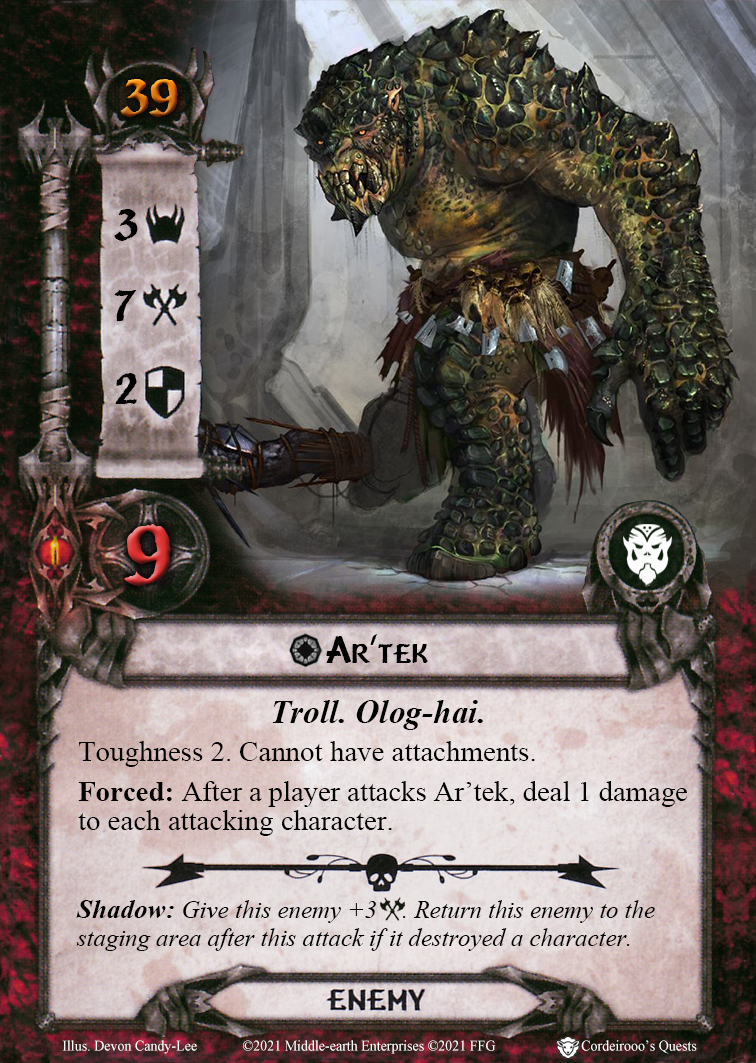 39
3
7
2
9
Ar'tek
Troll. Olog-hai.
Toughness 2. Cannot have attachments.
Forced: After a player attacks Ar’tek, deal 1 damage
to each attacking character.
Shadow: Give this enemy +3. Return this enemy to the
staging area after this attack if it destroyed a character.
ENEMY
Illus. Devon Candy-Lee ©2021 Middle-earth Enterprises ©2021 FFG Cordeirooo’s Quests